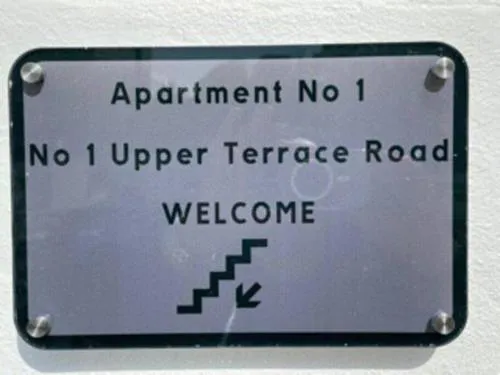 Apartment No 1
No 1 Upper Terrace Road
WELCOME